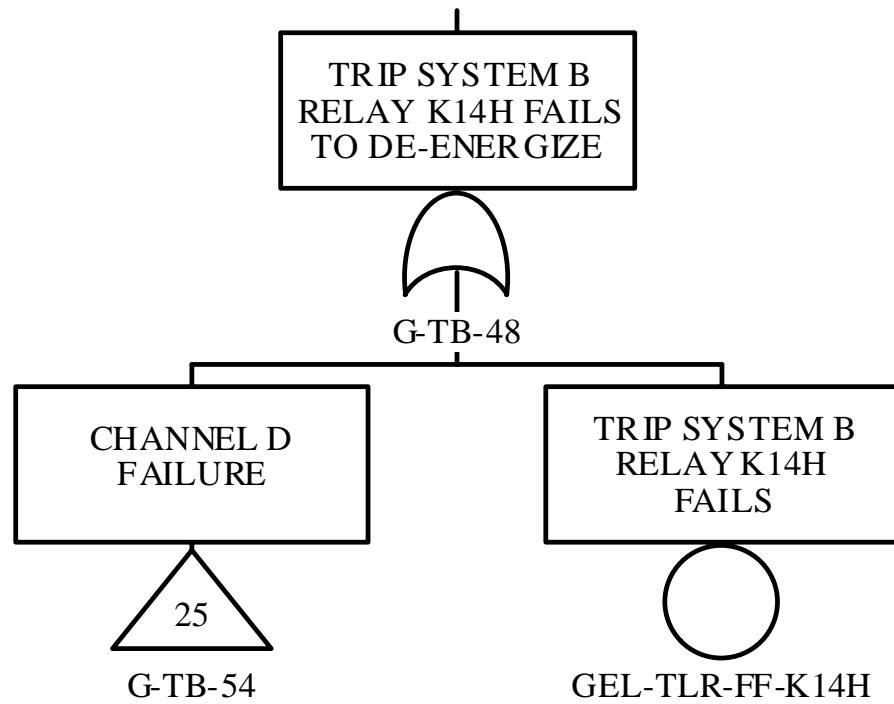 TRIP SYSTEM B
RELAY K14H FAILS
TO DE-ENERGIZE
G-TB-48
CHANNEL D
FAILURE
TRIP SYSTEM B
RELAY K14H
FAILS
25
G-TB-54
GEL-TLR-FF-K14H